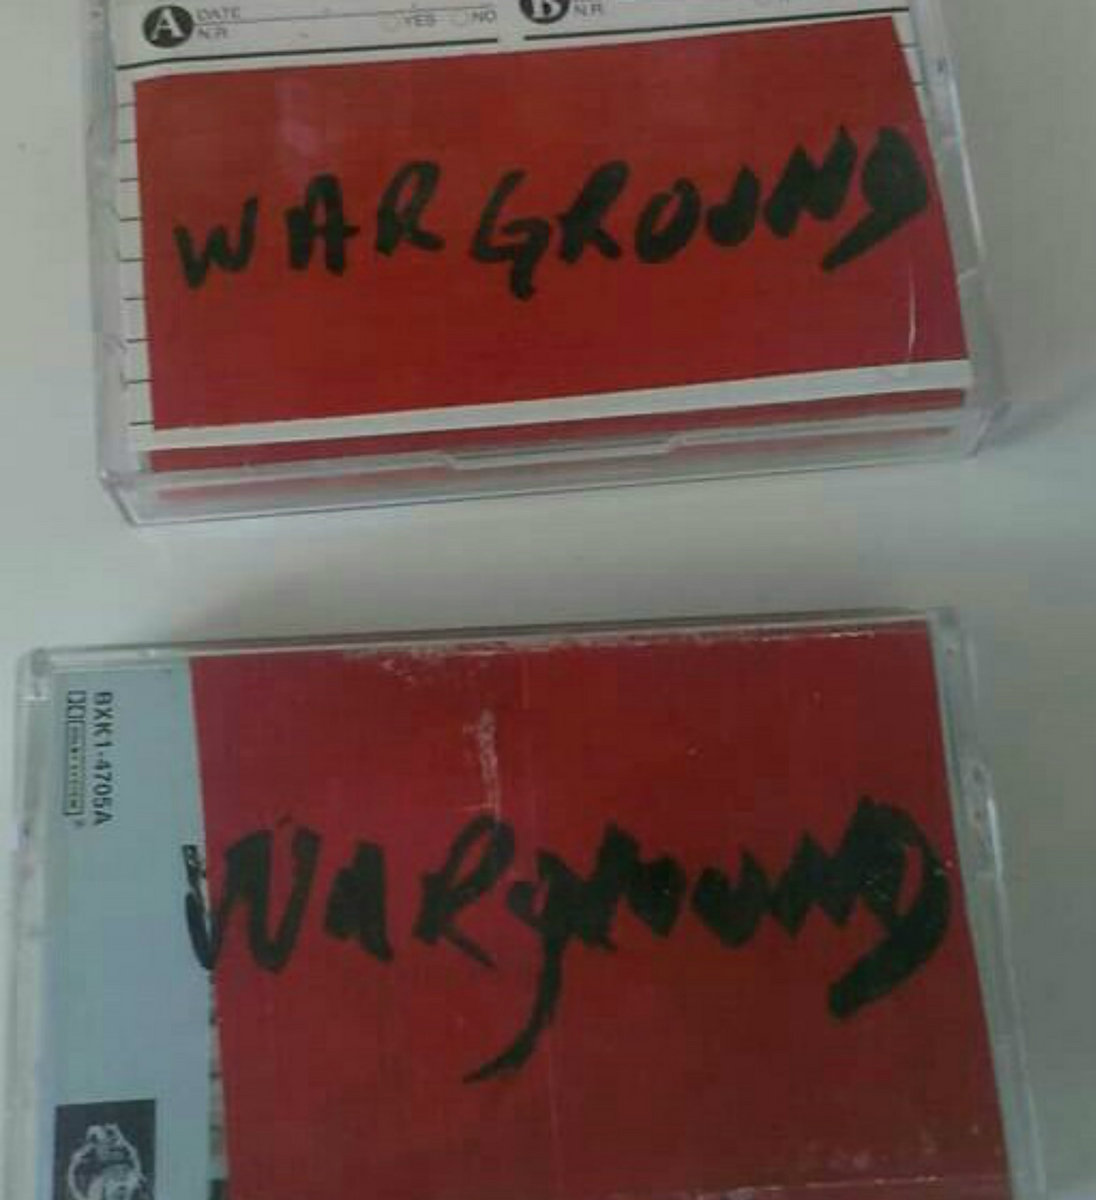 A DATE YES NO B
N.R. N.R.
WARGROUND
BXK1-4705A
WARGROUND